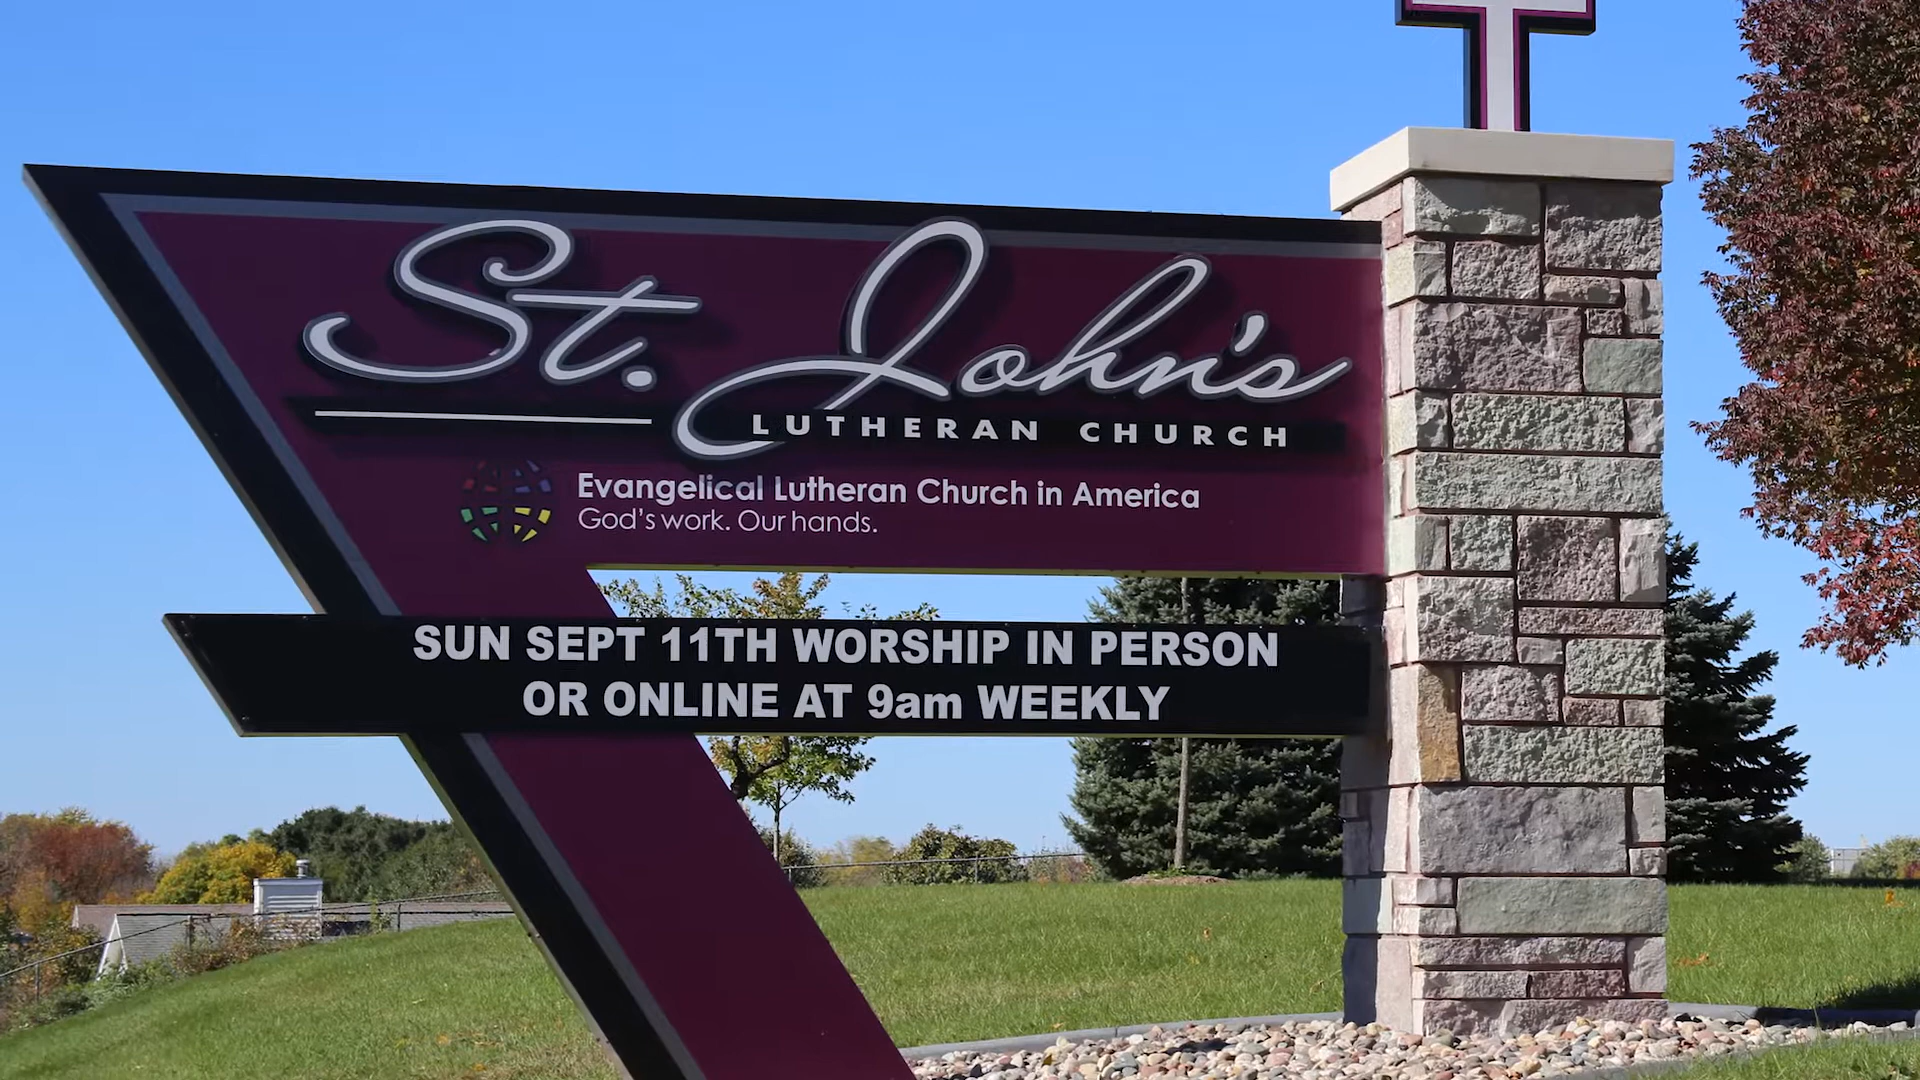 St. John's
LUTHERAN CHURCH
Evangelical Lutheran Church in America
God's work. Our hands.
SUN SEPT 11TH WORSHIP IN PERSON
OR ONLINE AT 9am WEEKLY